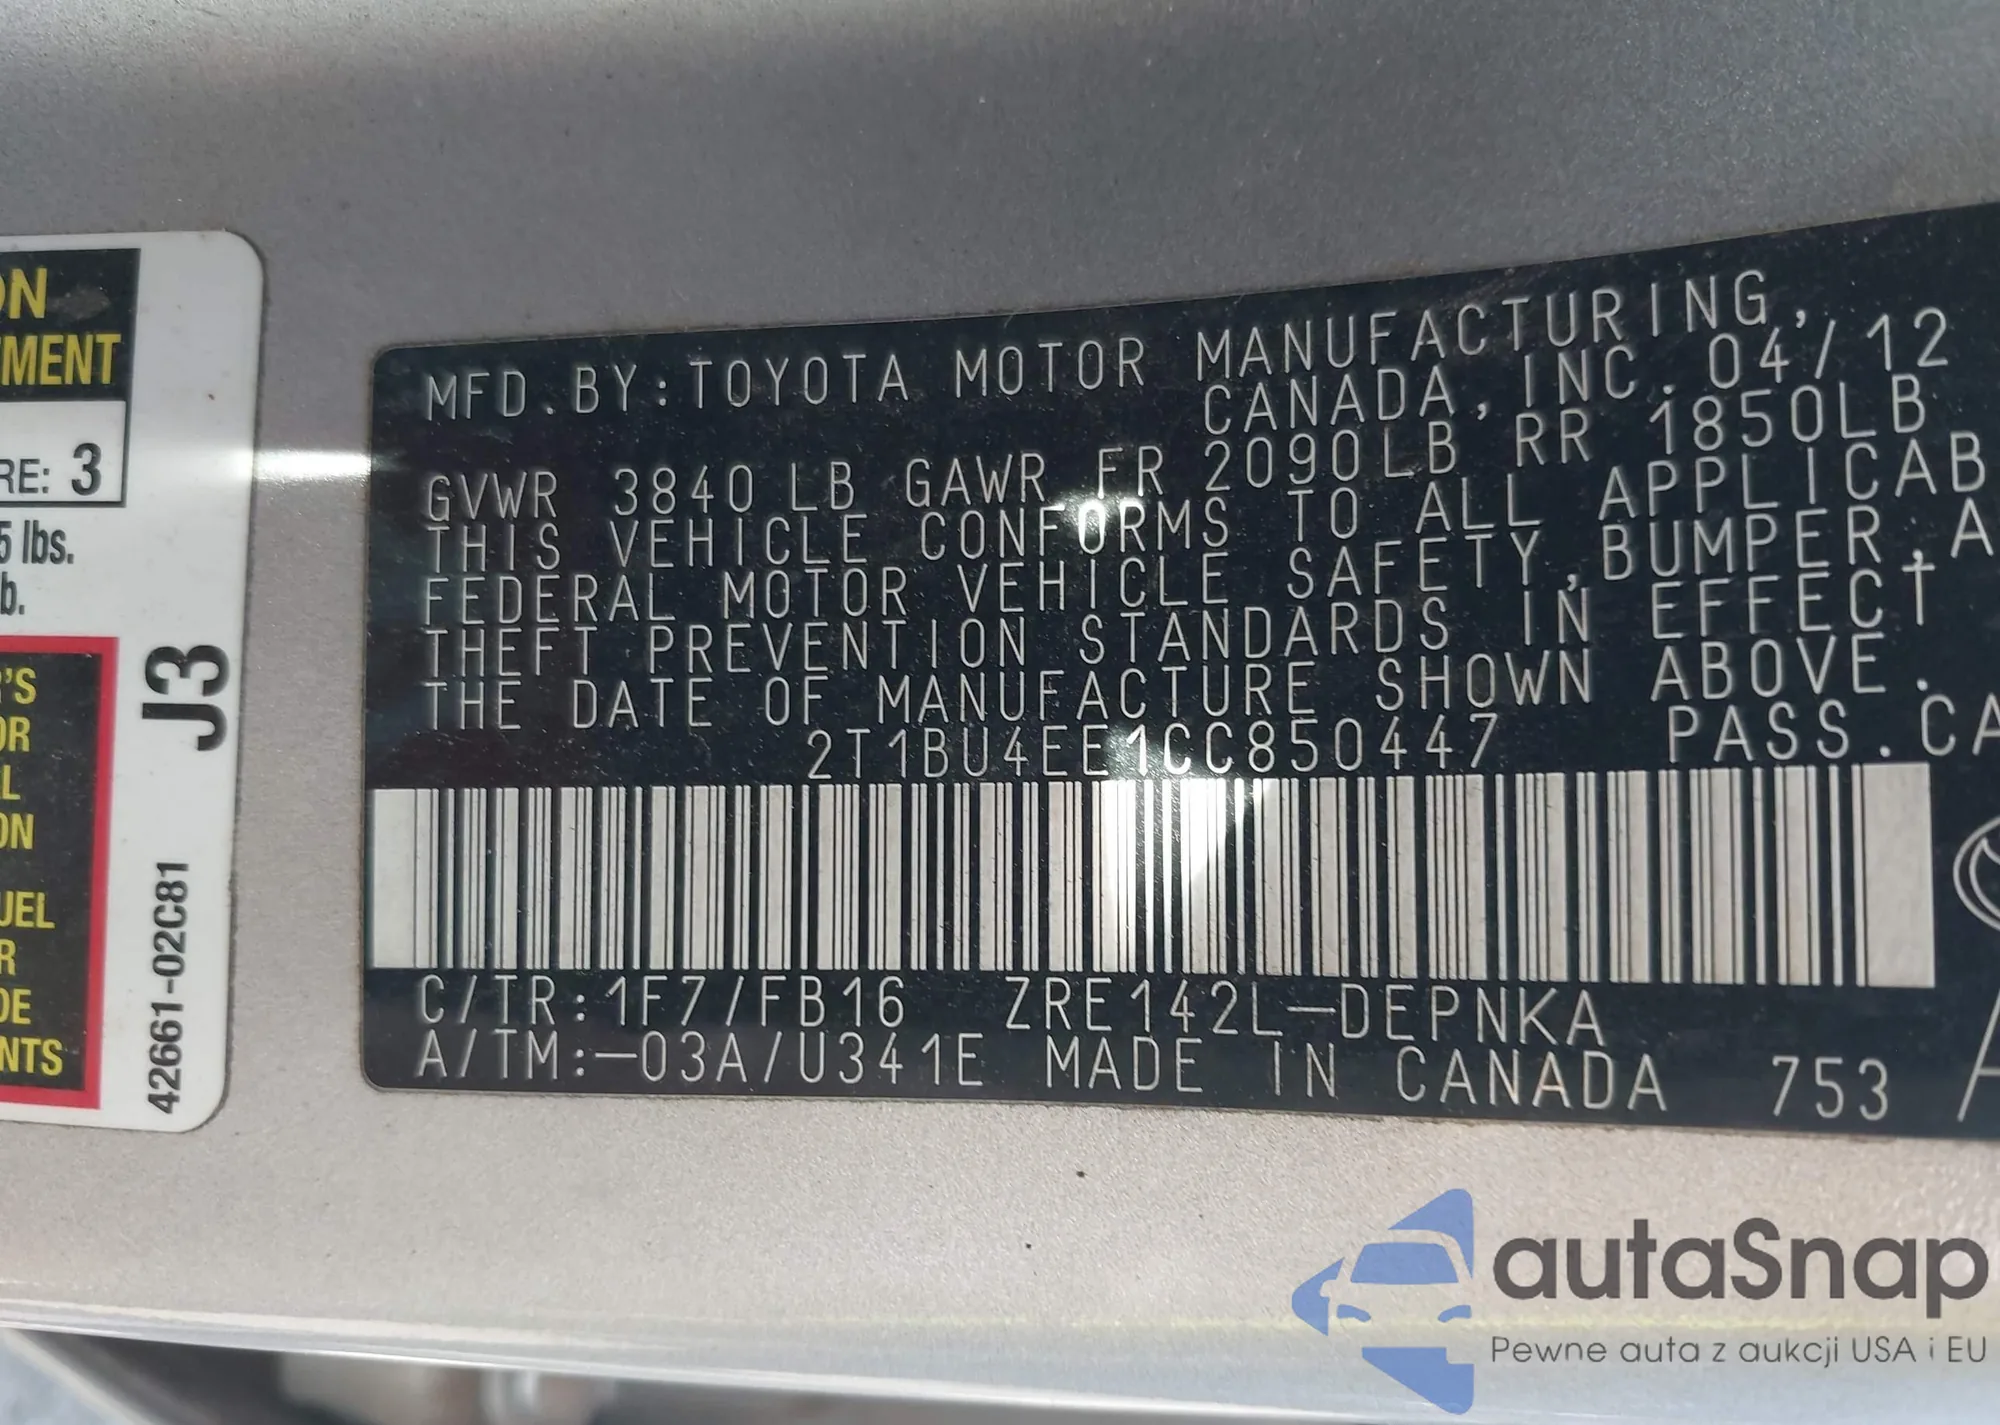 ON
TMENT
RE: 3
5 lbs.
b.
'S
OR
L
ON
UEL
R
DE
NTS
J3
42661-02C81
MFD.BY:TOYOTA MOTOR MANUFACTURING,
CANADA, INC. 04/12
GVWR 3840 LB GAWR FR 2090LB RR 1850LB
THIS VEHICLE CONFORMS TO ALL APPLICAB
FEDERAL MOTOR VEHICLE SAFETY,BUMPER,A
THEFT PREVENTION STANDARDS IN EFFECT
THE DATE OF MANUFACTURE SHOWN ABOVE.
2T1BU4EE1CC850447 PASS.CA
C/TR:1F7/FB16 ZRE142L-DEPNKA
A/TM:-03A/U341E MADE IN CANADA 753
autaSnap
Pewne auta z aukcji USA i EU